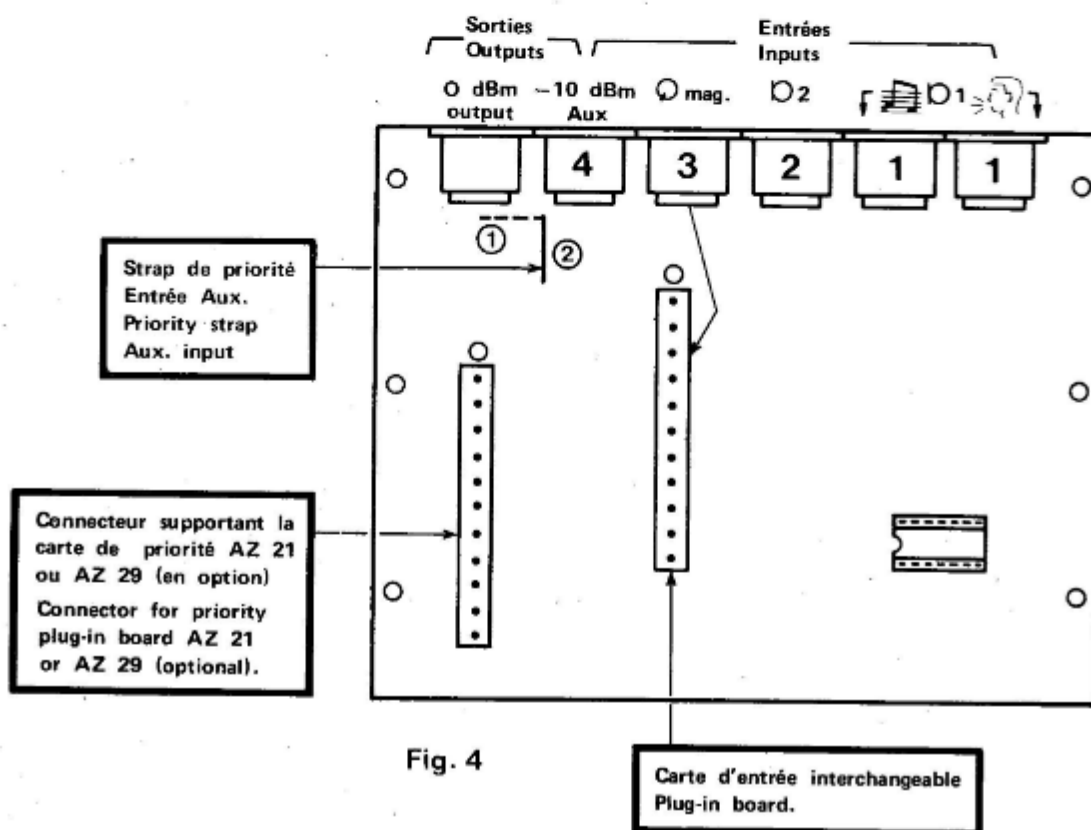 Sorties
Outputs
Entrées
Inputs
O dBm
output
-10 dBm
Aux
mag.
2
1
4
3
2
1
1
1
2
Strap de priorité
Entrée Aux.
Priority strap
Aux. input
Connecteur supportant la
carte de priorité AZ 21
ou AZ 29 (en option)
Connector for priority
plug-in board AZ 21
or AZ 29 (optional).
Fig. 4
Carte d'entrée interchangeable
Plug-in board.